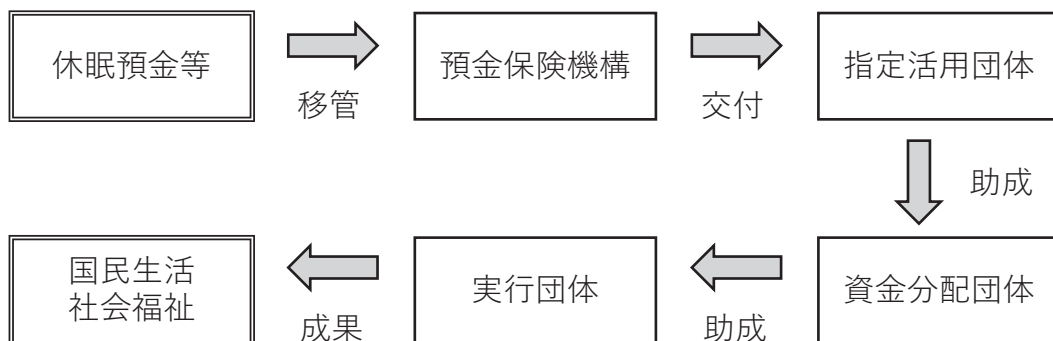 休眠預金等
移管
預金保険機構
交付
指定活用団体
助成
資金分配団体
助成
実行団体
成果
国民生活
社会福祉